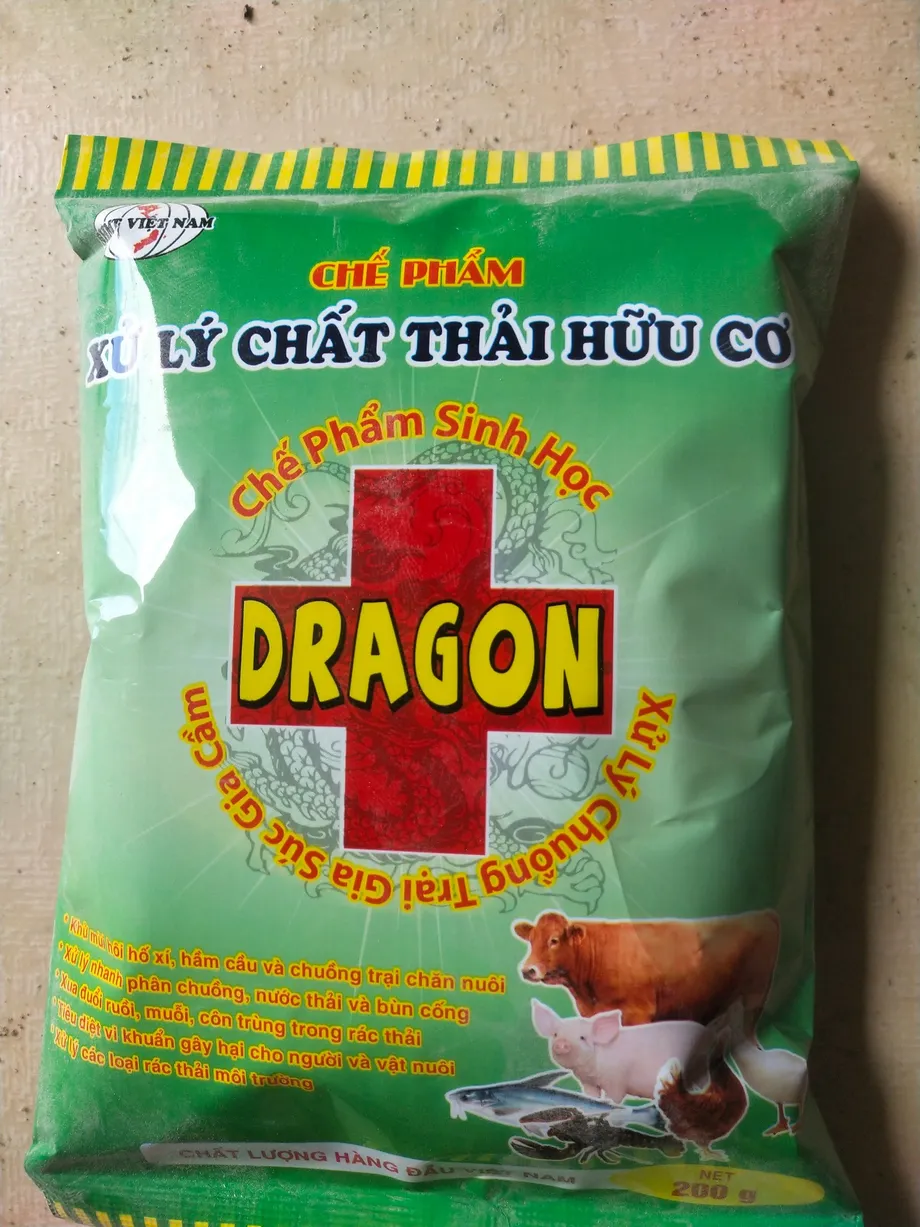 VIỆT NAM
CHẾ PHẨM
XỬ LÝ CHẤT THẢI HỮU CƠ
Chế Phẩm Sinh Học
DRAGON
Xử Lý Chuồng Trại Gia Súc Gia Cầm
* Khử mùi hôi hố xí, hầm cầu và chuồng trại chăn nuôi
* Xử lý nhanh phân chuồng, nước thải và bùn cống
* Xua đuổi ruồi, muỗi, côn trùng trong rác thải
* Tiêu diệt vi khuẩn gây hại cho người và vật nuôi
* Xử lý các loại rác thải môi trường
CHẤT LƯỢNG HÀNG ĐẦU VIỆT NAM
NET
200 g